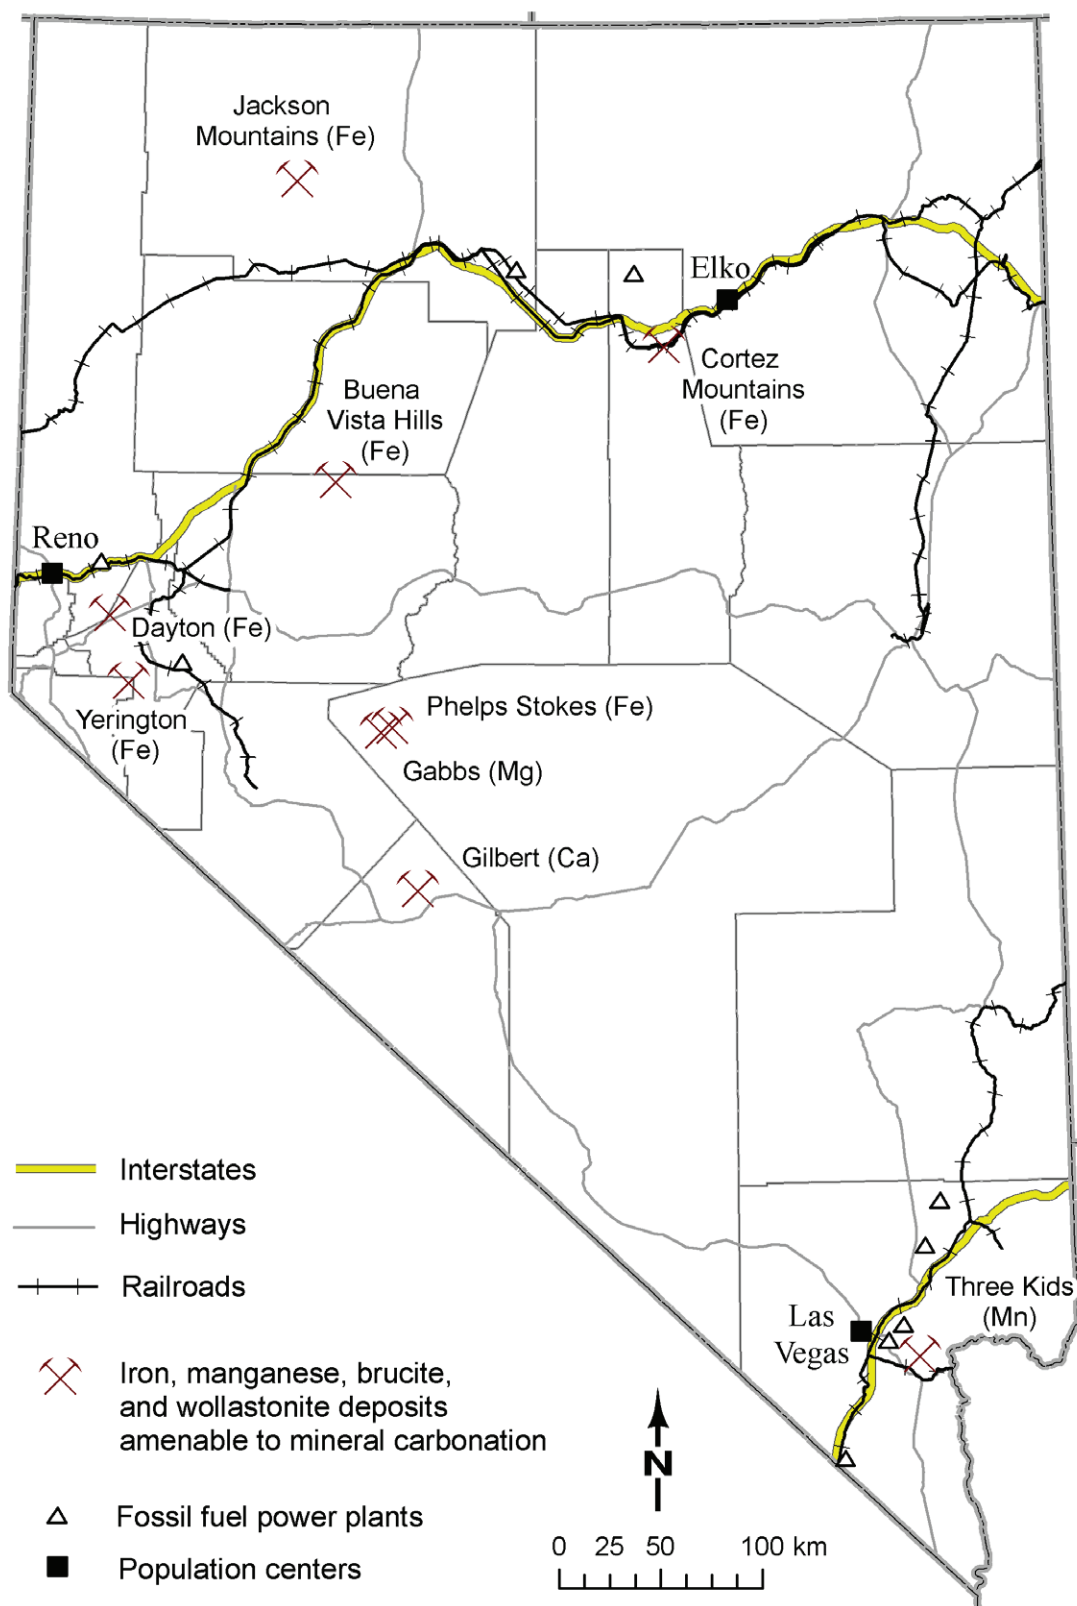 Jackson
Mountains (Fe)
Elko
Cortez
Mountains
(Fe)
Buena
Vista Hills
(Fe)
Reno
Dayton (Fe)
Yerington
(Fe)
Phelps Stokes (Fe)
Gabbs (Mg)
Gilbert (Ca)
Three Kids
(Mn)
Las
Vegas
Interstates
Highways
Railroads
Iron, manganese, brucite,
and wollastonite deposits
amenable to mineral carbonation
Fossil fuel power plants
Population centers
N
0 25 50 100 km